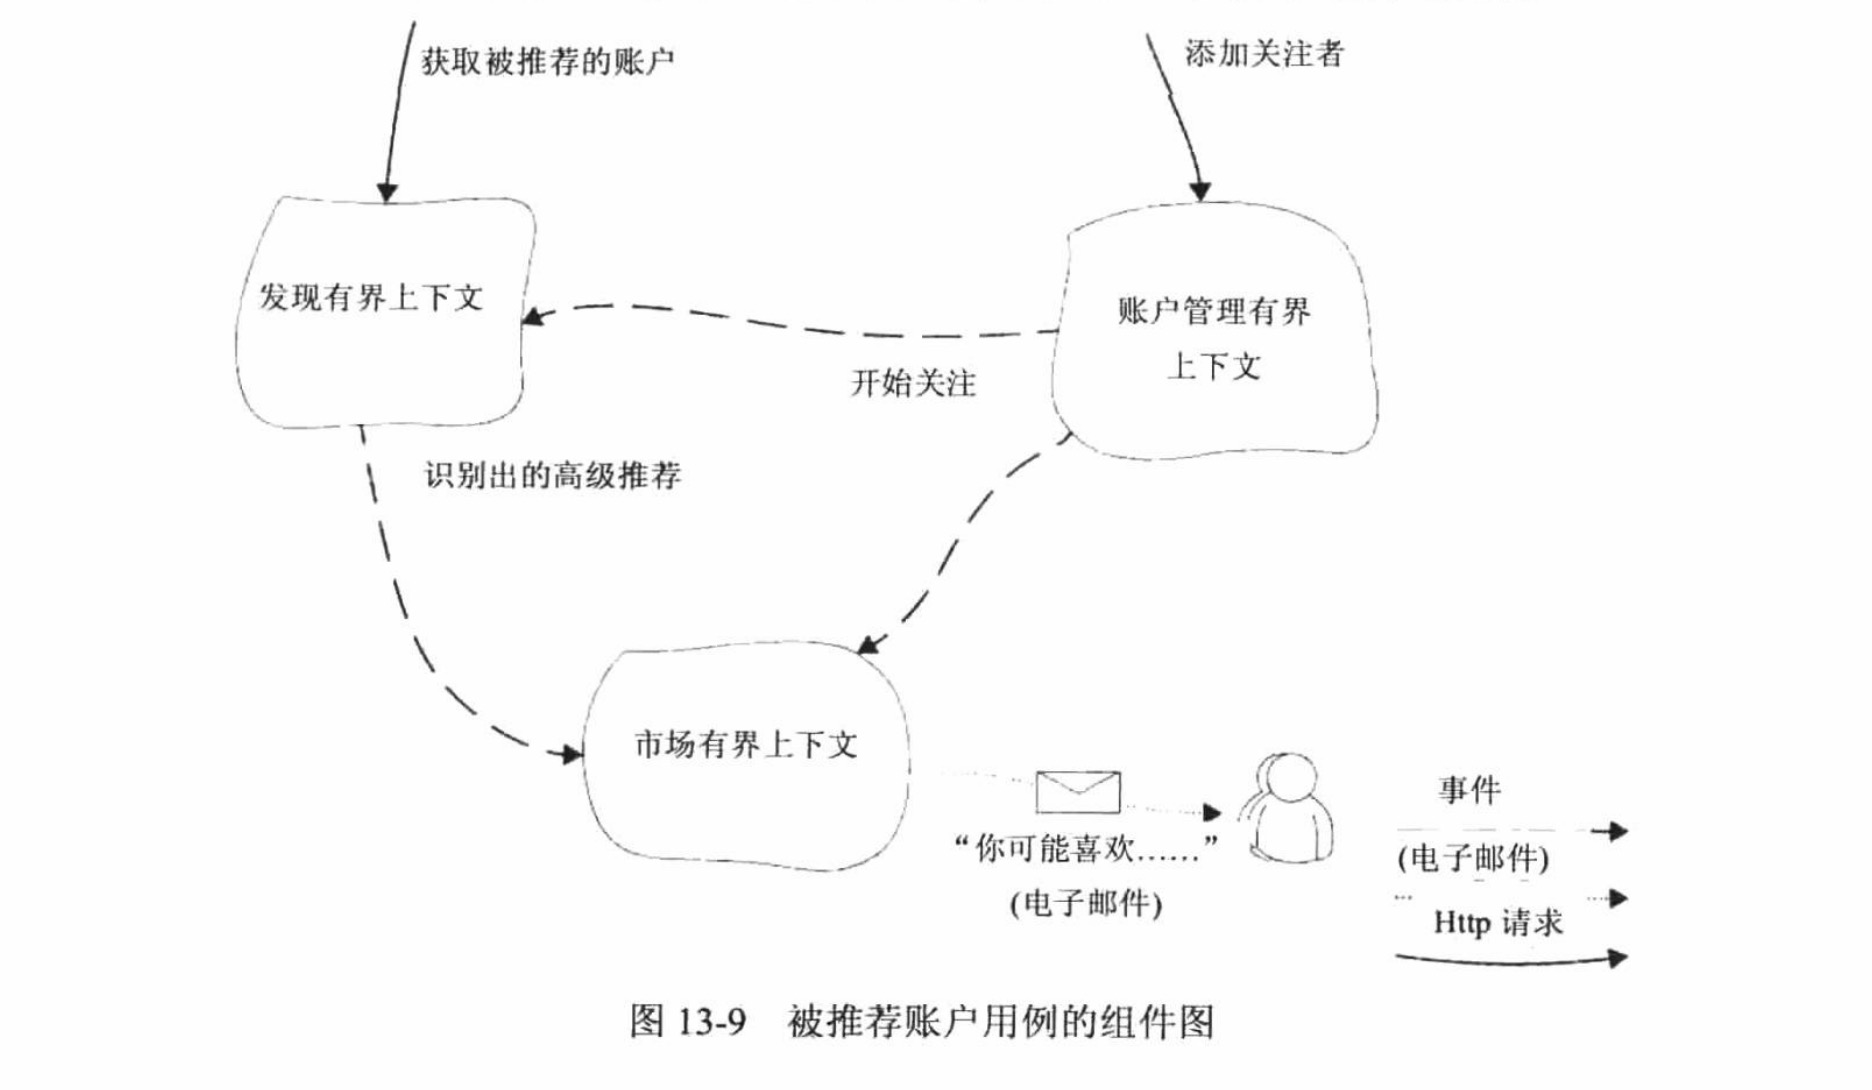 获取被推荐的账户
添加关注者
发现有界上下文
账户管理有界
上下文
开始关注
识别出的高级推荐
市场有界上下文
“你可能喜欢……”
(电子邮件)
事件
(电子邮件)
Http 请求
图 13-9 被推荐账户用例的组件图